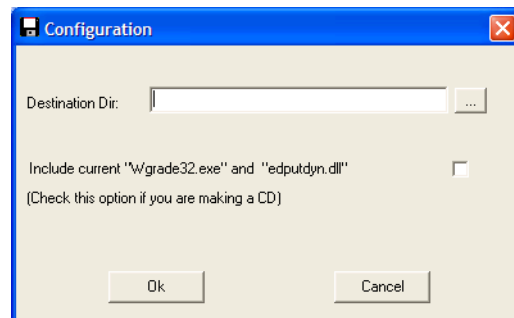 Configuration
Destination Dir:
...
Include current "Wgrade32.exe" and "edputdyn.dll"
(Check this option if you are making a CD)
Ok Cancel